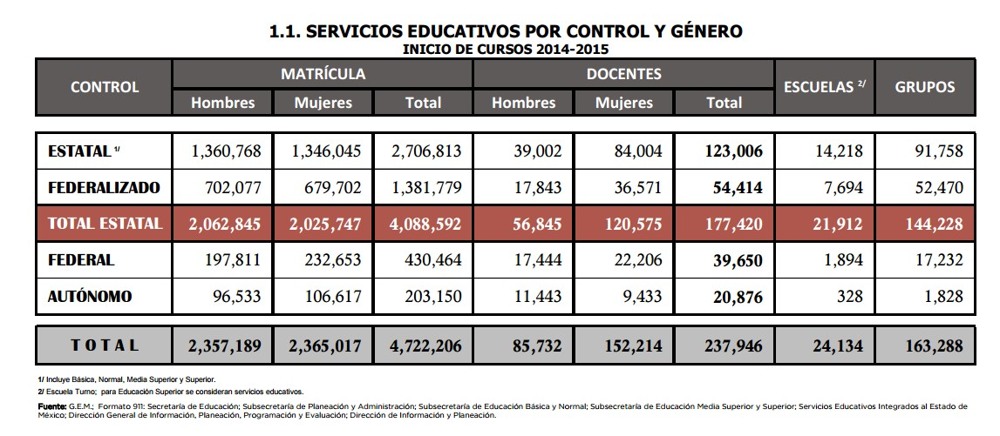 1.1. SERVICIOS EDUCATIVOS POR CONTROL Y GÉNERO
INICIO DE CURSOS 2014-2015
CONTROL MATRÍCULA DOCENTES ESCUELAS 2/ GRUPOS
Hombres Mujeres Total Hombres Mujeres Total
ESTATAL 1/ 1,360,768 1,346,045 2,706,813 39,002 84,004 123,006 14,218 91,758
FEDERALIZADO 702,077 679,702 1,381,779 17,843 36,571 54,414 7,694 52,470
TOTAL ESTATAL 2,062,845 2,025,747 4,088,592 56,845 120,575 177,420 21,912 144,228
FEDERAL 197,811 232,653 430,464 17,444 22,206 39,650 1,894 17,232
AUTÓNOMO 96,533 106,617 203,150 11,443 9,433 20,876 328 1,828
T O T A L 2,357,189 2,365,017 4,722,206 85,732 152,214 237,946 24,134 163,288
1/ Incluye Básica, Normal, Media Superior y Superior.
2/ Escuela Turno; para Educación Superior se consideran servicios educativos.
Fuente: G.E.M.; Formato 911: Secretaría de Educación; Subsecretaría de Planeación y Administración; Subsecretaría de Educación Básica y Normal; Subsecretaría de Educación Media Superior y Superior; Servicios Educativos Integrados al Estado de
México; Dirección General de Información, Planeación, Programación y Evaluación; Dirección de Información y Planeación.